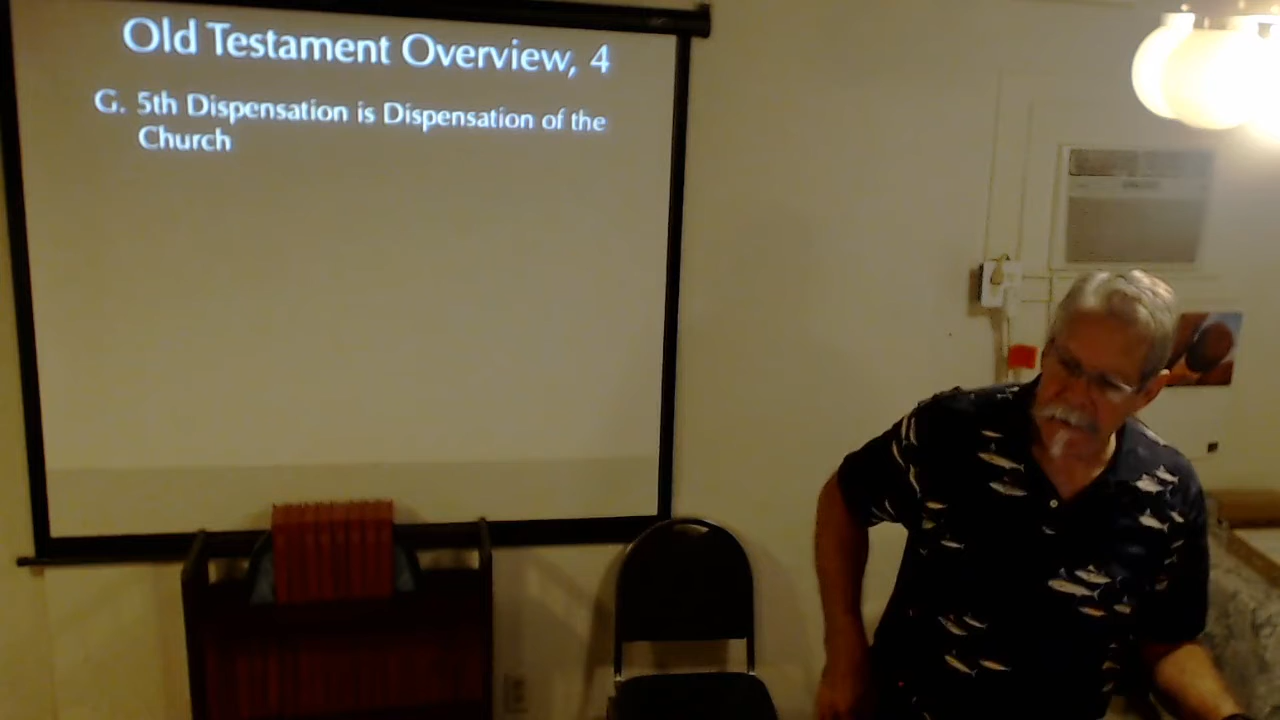 Old Testament Overview, 4
G. 5th Dispensation is Dispensation of the
Church